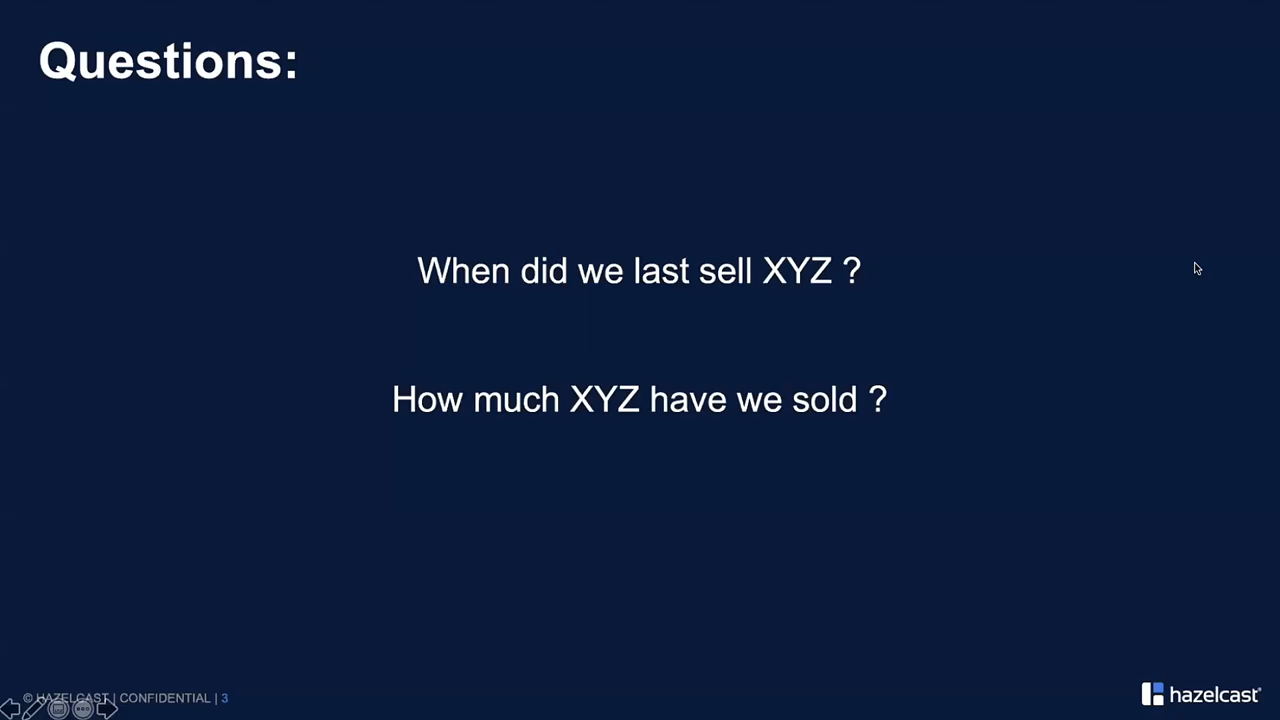 Questions:
When did we last sell XYZ ?
How much XYZ have we sold ?
© HAZELCAST | CONFIDENTIAL | 3
hazelcast